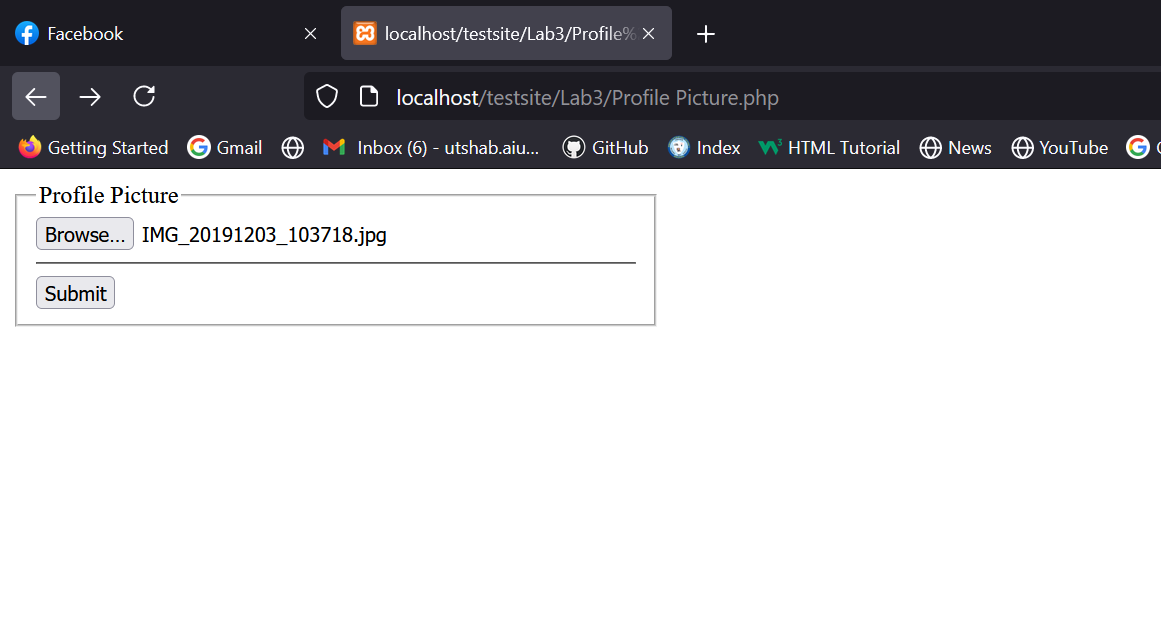 Facebook
localhost/testsite/Lab3/Profile%
localhost/testsite/Lab3/Profile Picture.php
Getting Started Gmail Inbox (6) - utshab.aiu... GitHub Index HTML Tutorial News YouTube
Profile Picture
Browse... IMG_20191203_103718.jpg
Submit